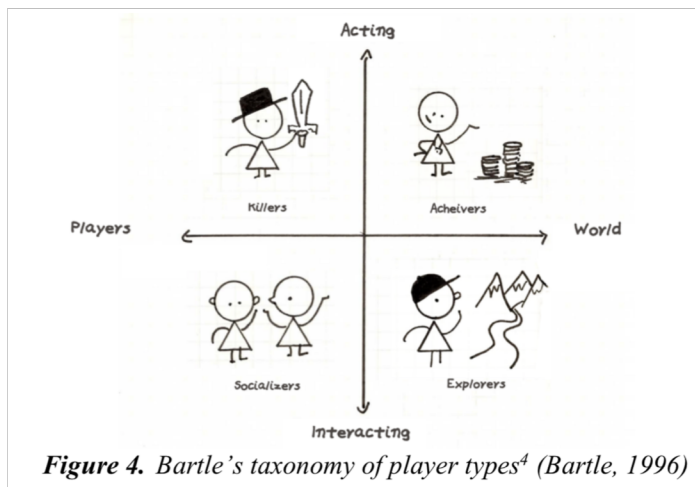 Acting
Killers
Acheivers
Players
World
Socializers
Explorers
Interacting
Figure 4. Bartle's taxonomy of player types⁴ (Bartle, 1996)